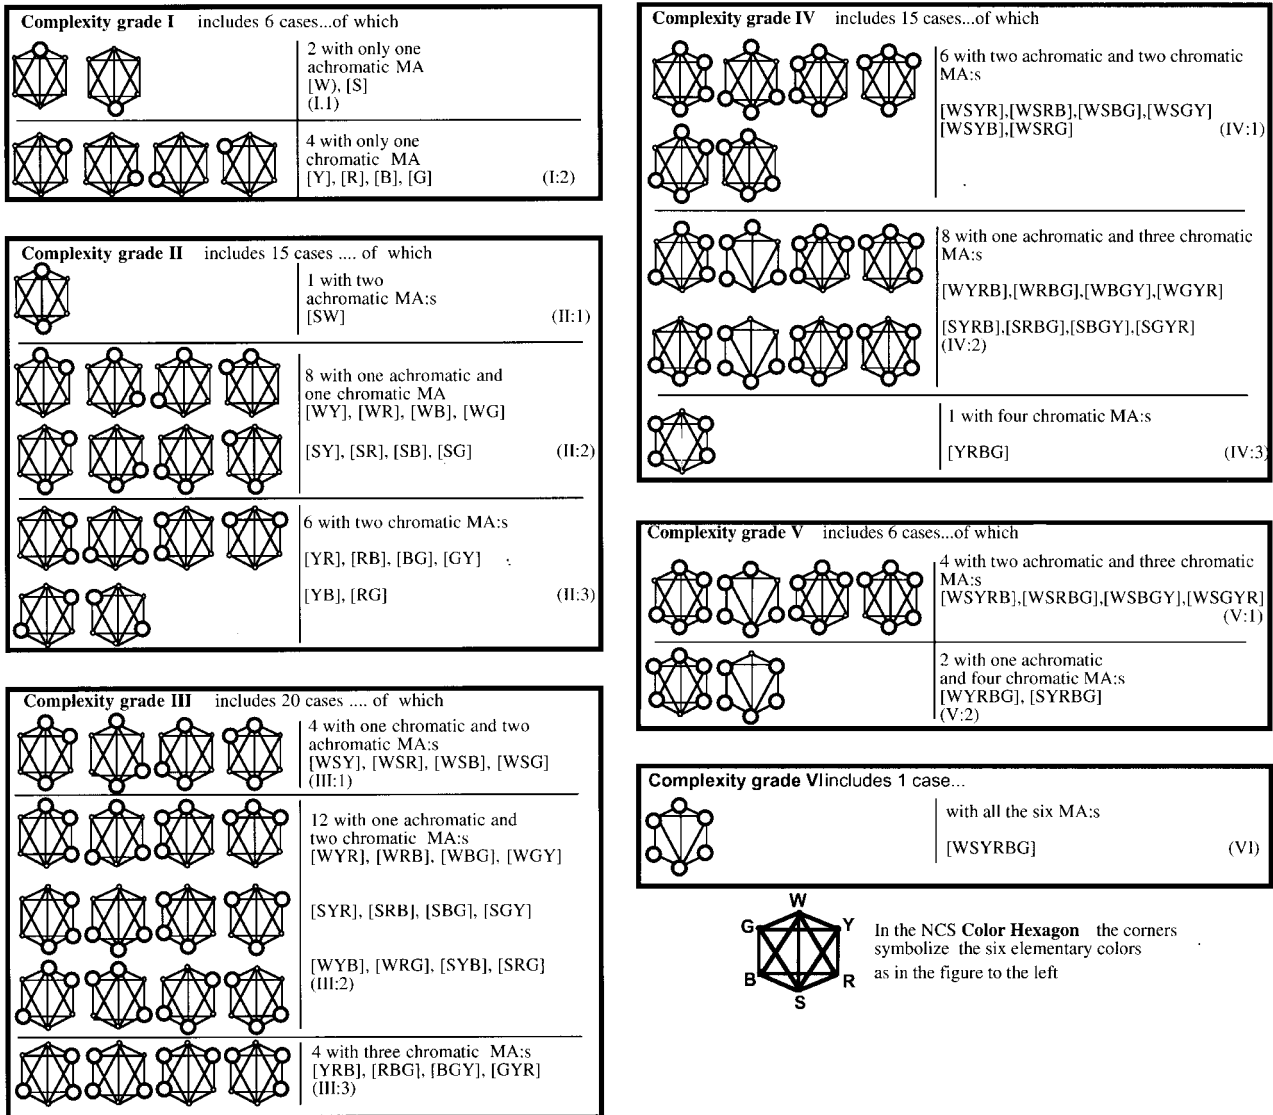 Complexity grade I includes 6 cases...of which
2 with only one
achromatic MA
[W), [S]
(I.1)
4 with only one
chromatic MA
[Y], [R], [B], [G] (I:2)
Complexity grade II includes 15 cases .... of which
1 with two
achromatic MA:s
[SW] (II:1)
8 with one achromatic and
one chromatic MA
[WY], [WR], [WB], [WG]
[SY], [SR], [SB], [SG] (II:2)
6 with two chromatic MA:s
[YR], [RB], [BG], [GY]
[YB], [RG] (II:3)
Complexity grade III includes 20 cases .... of which
4 with one chromatic and two
achromatic MA:s
[WSY], [WSR], [WSB], [WSG]
(III:1)
12 with one achromatic and
two chromatic MA:s
[WYR], [WRB], [WBG], [WGY]
[SYR], [SRB], [SBG], [SGY]
[WYB], [WRG], [SYB], [SRG]
(III:2)
4 with three chromatic MA:s
[YRB], [RBG], [BGY], [GYR]
(III:3)
Complexity grade IV includes 15 cases...of which
6 with two achromatic and two chromatic
MA:s
[WSYR],[WSRB],[WSBG],[WSGY]
[WSYB],[WSRG] (IV:1)
8 with one achromatic and three chromatic
MA:s
[WYRB],[WRBG],[WBGY],[WGYR]
[SYRB],[SRBG],[SBGY],[SGYR]
(IV:2)
1 with four chromatic MA:s
[YRBG] (IV:3)
Complexity grade V includes 6 cases...of which
4 with two achromatic and three chromatic
MA:s
[WSYRB],[WSRBG],[WSBGY],[WSGYR]
(V:1)
2 with one achromatic
and four chromatic MA:s
[WYRBG], [SYRBG]
(V:2)
Complexity grade VI includes 1 case...
with all the six MA:s
[WSYRBG] (VI)
W
G Y
B R
S
In the NCS Color Hexagon the corners
symbolize the six elementary colors
as in the figure to the left